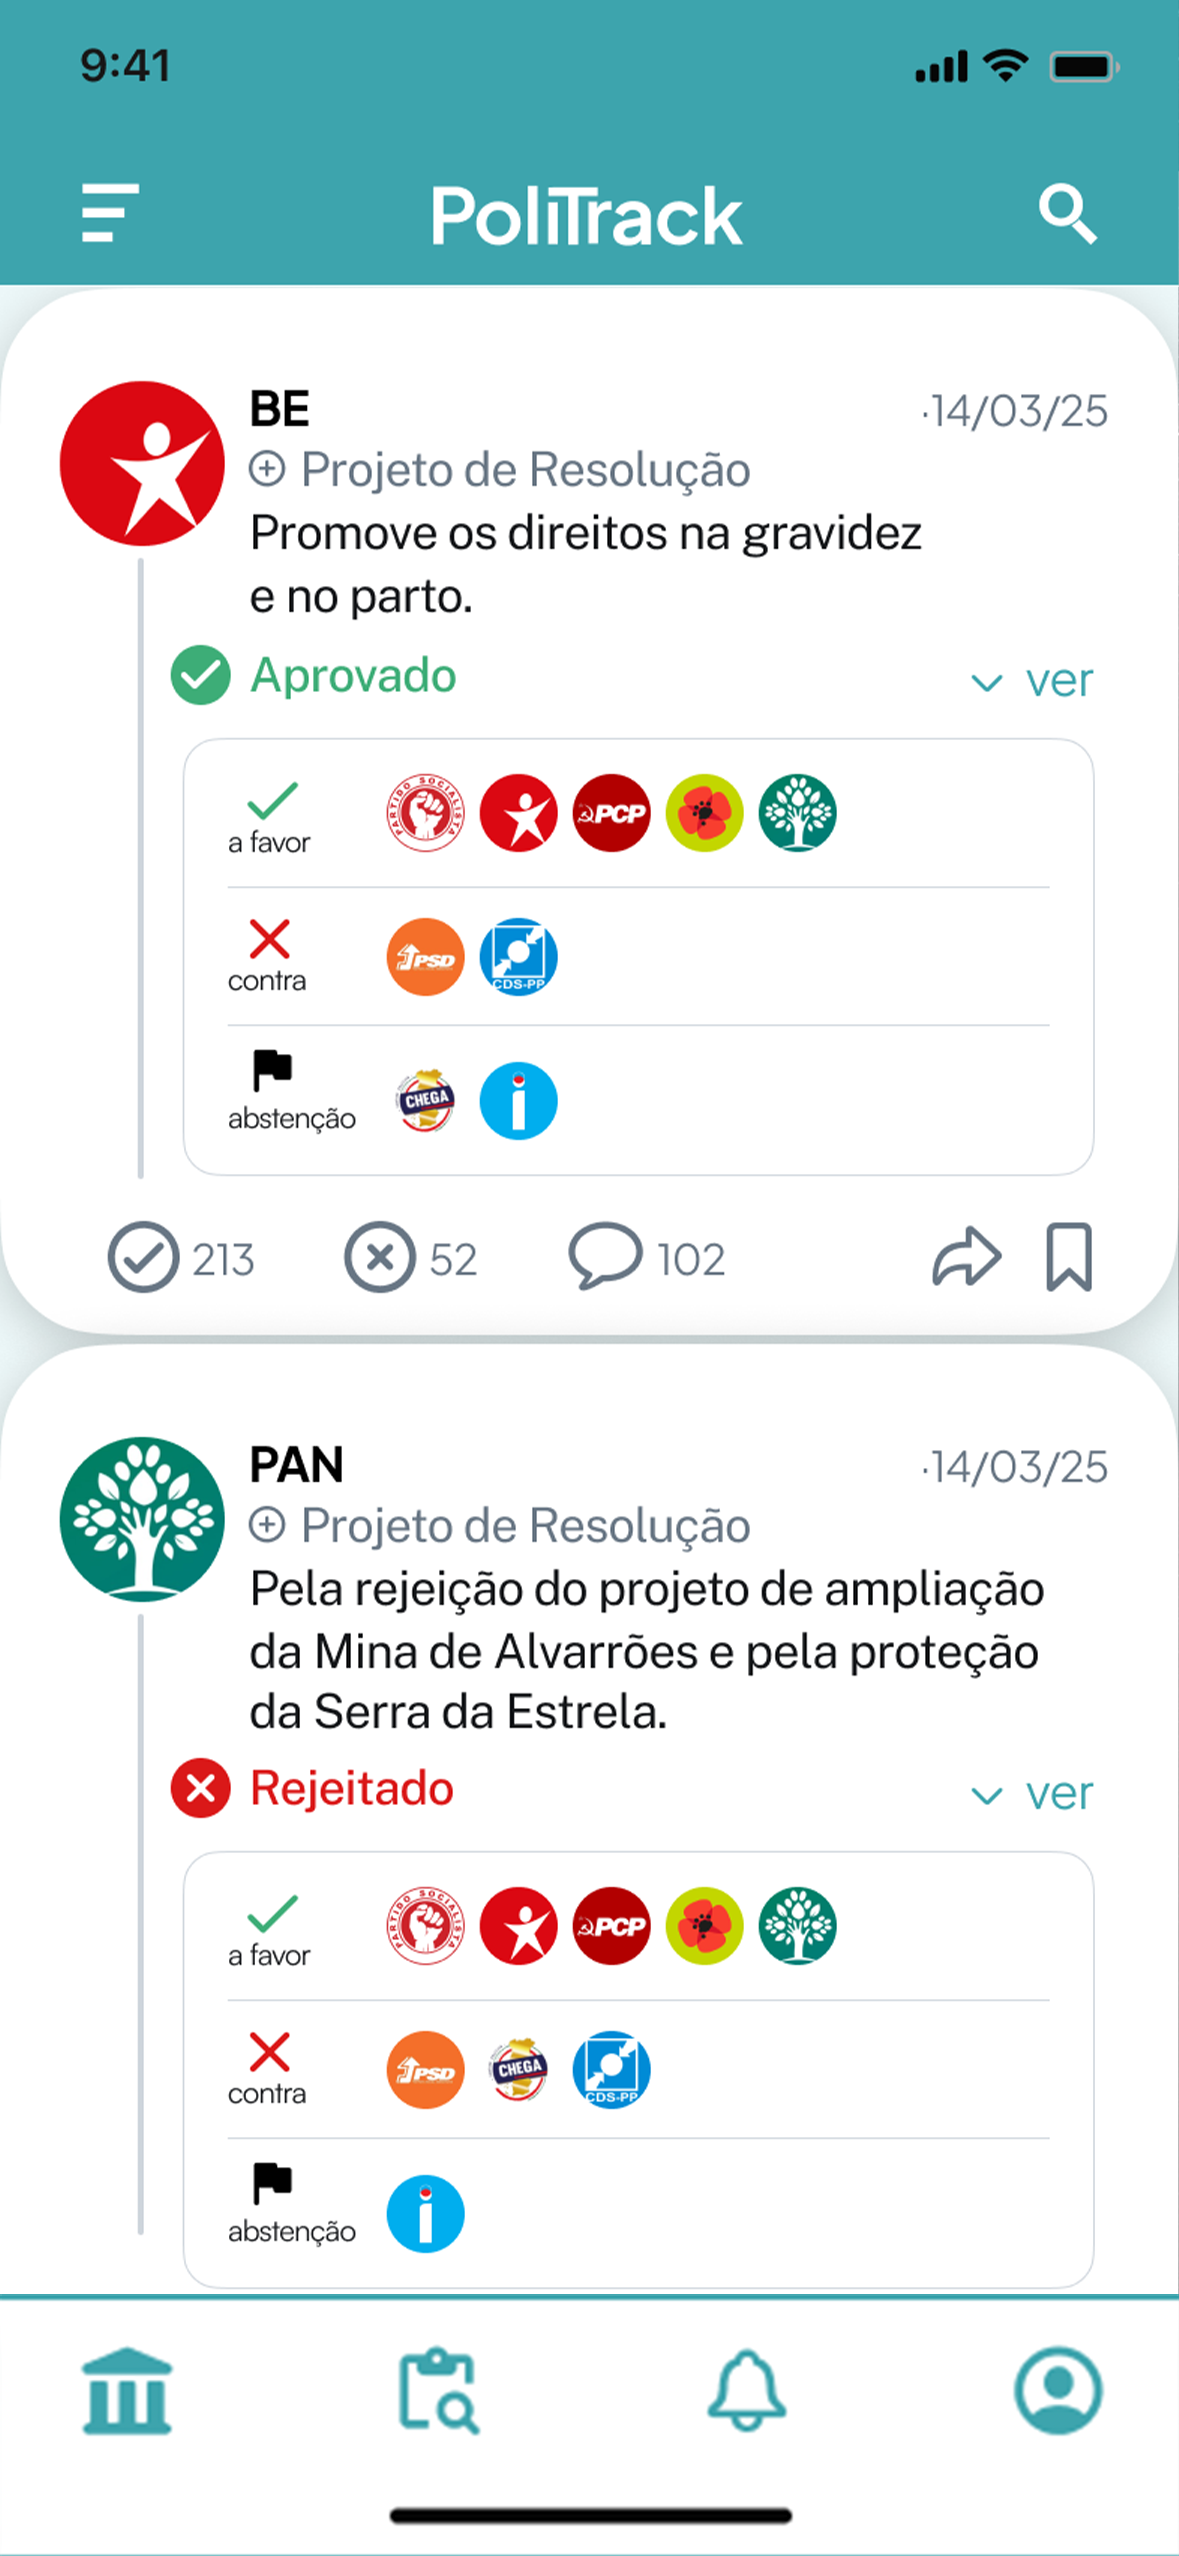 9:41
PoliTrack
BE
·14/03/25
Projeto de Resolução
Promove os direitos na gravidez
e no parto.
Aprovado
ver
a favor
PARTIDO SOCIALISTA
PCP
contra
PSD
CDS-PP
abstenção
CHEGA
i
213
52
102
PAN
·14/03/25
Projeto de Resolução
Pela rejeição do projeto de ampliação
da Mina de Alvarrões e pela proteção
da Serra da Estrela.
Rejeitado
ver
a favor
PARTIDO SOCIALISTA
PCP
contra
PSD
CHEGA
CDS-PP
abstenção
i